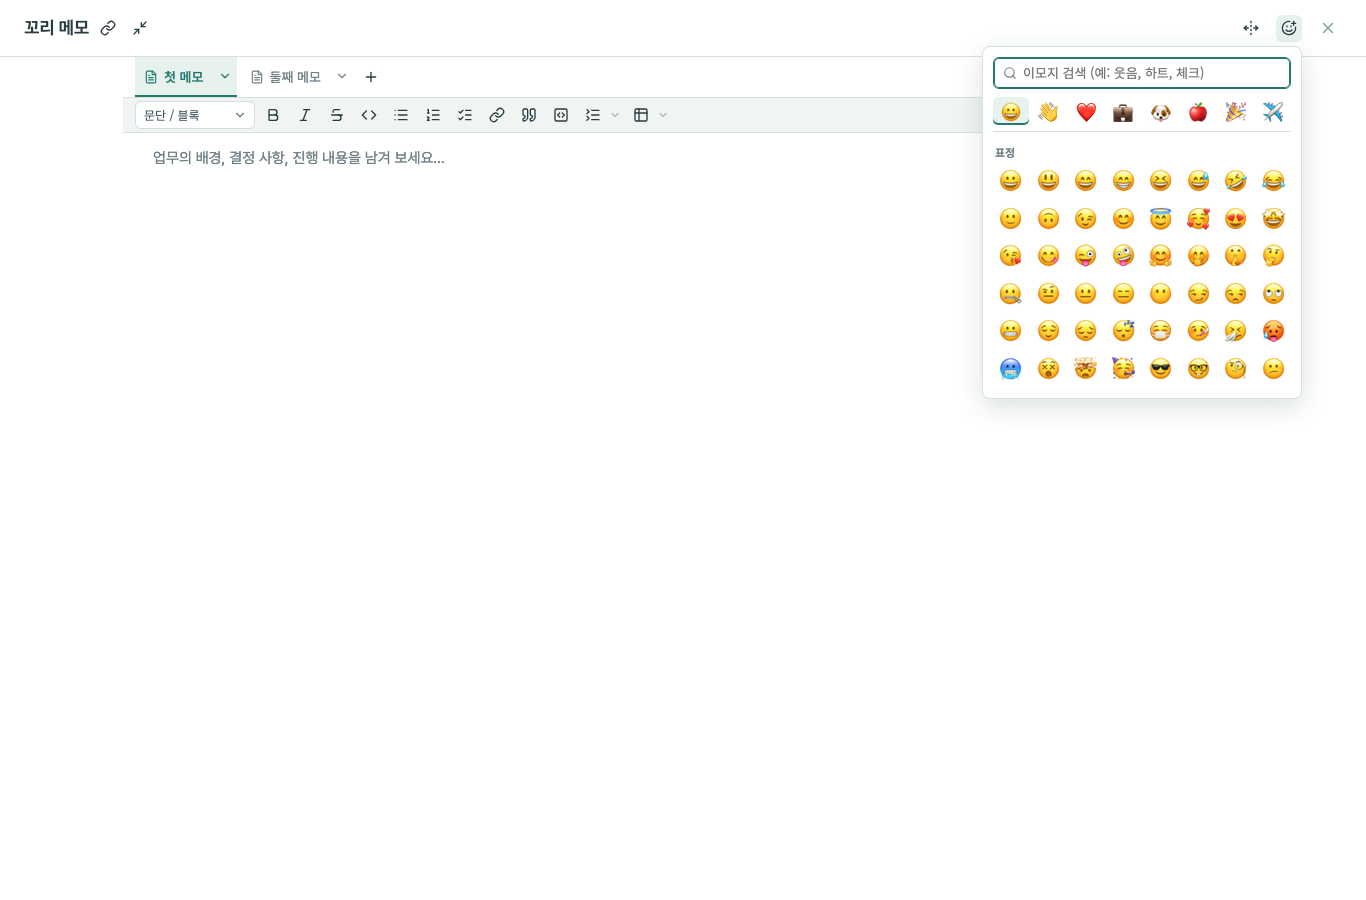 꼬리 메모
첫 메모
둘째 메모
문단 / 블록
업무의 배경, 결정 사항, 진행 내용을 남겨 보세요...
이모지 검색 (예: 웃음, 하트, 체크)
표정